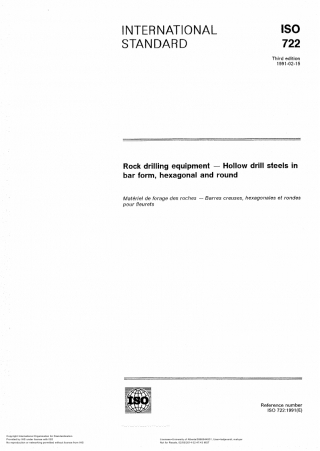 INTERNATIONAL
STANDARD
ISO
722
Third edition
1991-02-15
Rock drilling equipment — Hollow drill steels in
bar form, hexagonal and round
Matériel de forage des roches — Barres creuses, hexagonales et rondes
pour fleurets
ISO
Reference number
ISO 722:1991(E)